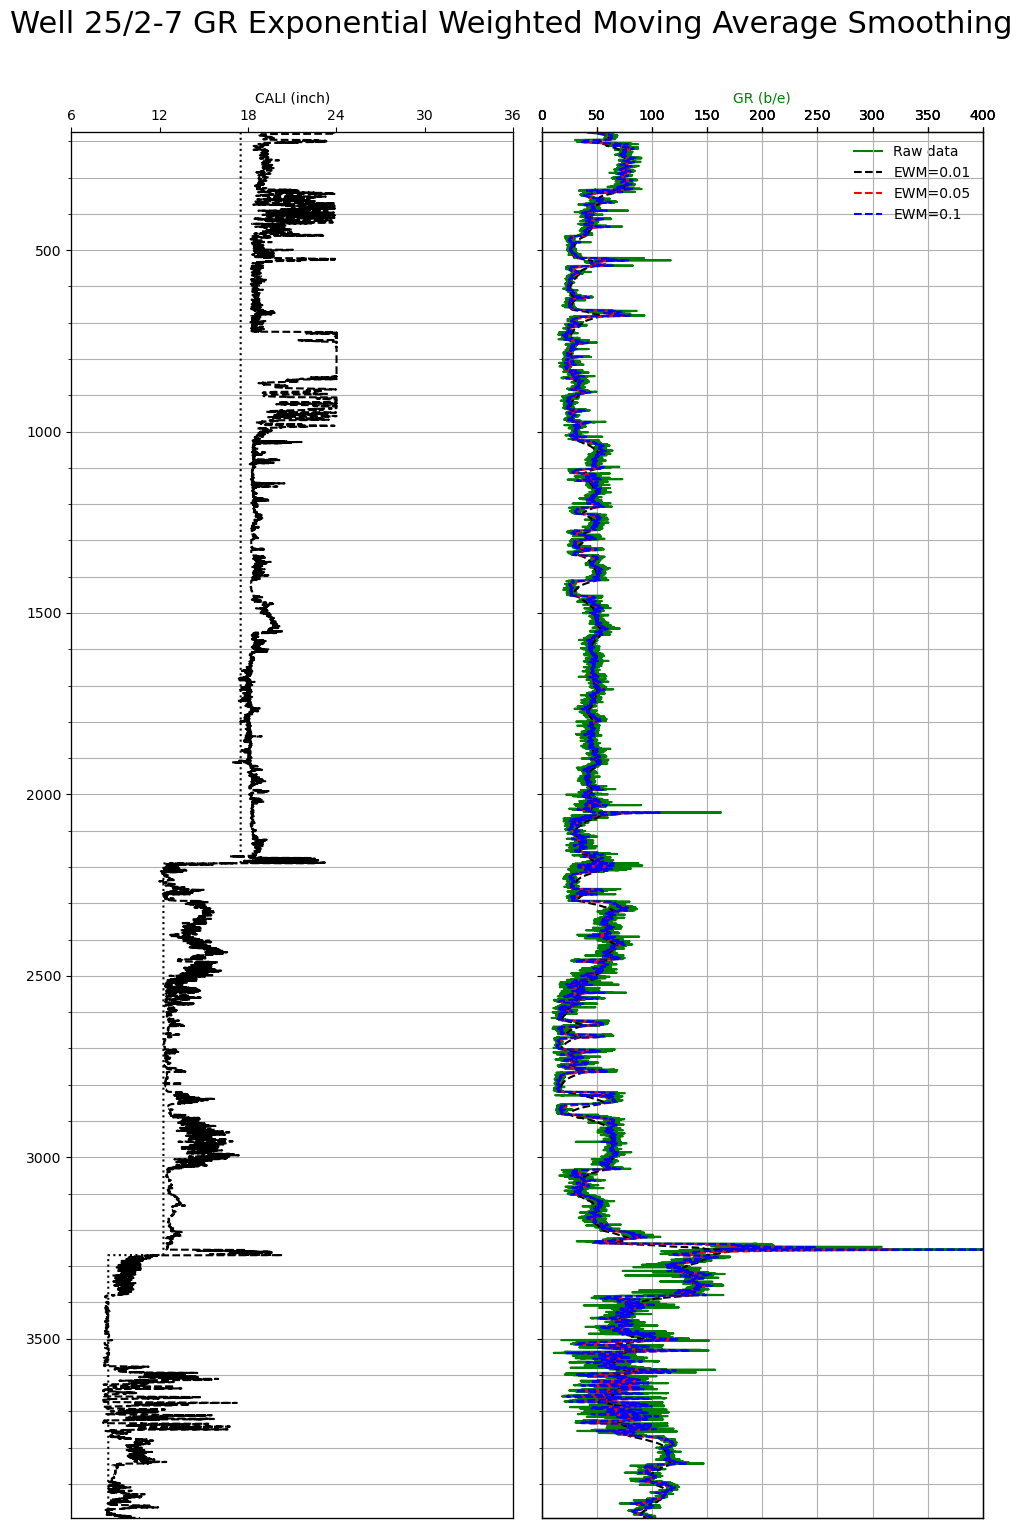 Well 25/2-7 GR Exponential Weighted Moving Average Smoothing
CALI (inch)
6 12 18 24 30 36
GR (b/e)
0 50 100 150 200 250 300 350 400
Raw data
EWM=0.01
EWM=0.05
EWM=0.1
500
1000
1500
2000
2500
3000
3500